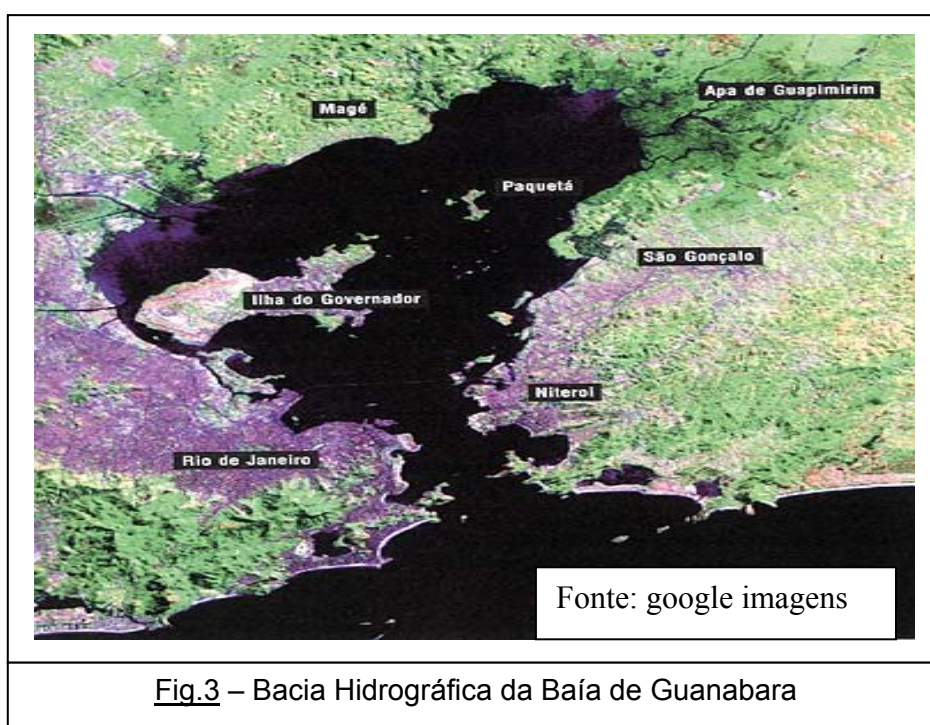 Apa de Guapimirim
Magé
Paquetá
São Gonçalo
Ilha do Governador
Niteroi
Rio de Janeiro
Fonte: google imagens
Fig.3 – Bacia Hidrográfica da Baía de Guanabara